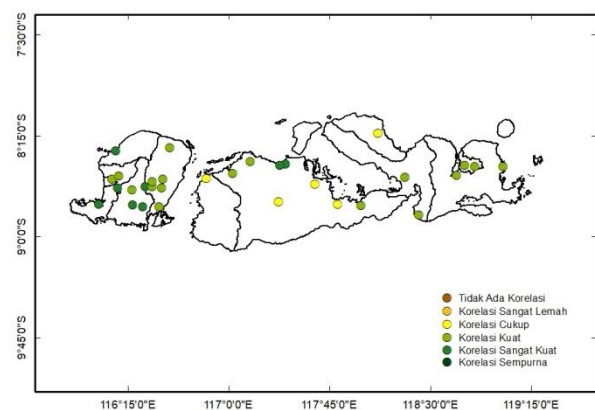 7°30'0"S
8°15'0"S
9°0'0"S
9°45'0"S
Tidak Ada Korelasi
Korelasi Sangat Lemah
Korelasi Cukup
Korelasi Kuat
Korelasi Sangat Kuat
Korelasi Sempurna
116°15'0"E 117°0'0"E 117°45'0"E 118°30'0"E 119°15'0"E